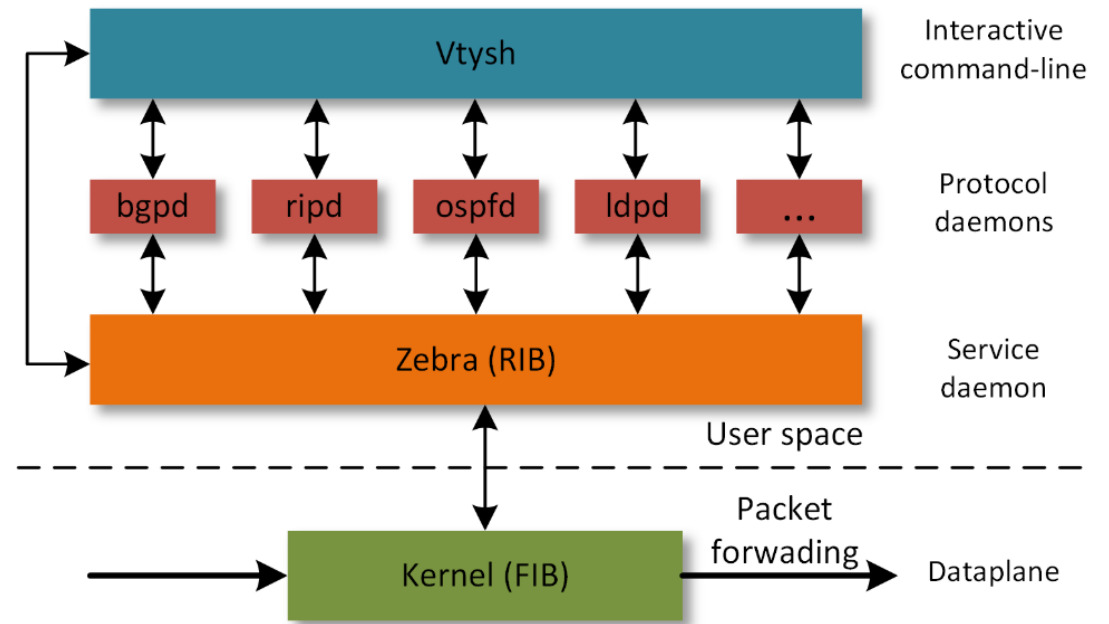 Vtysh
Interactive
command-line
bgpd
ripd
ospfd
ldpd
...
Protocol
daemons
Zebra (RIB)
Service
daemon
User space
Packet
forwading
Kernel (FIB)
Dataplane